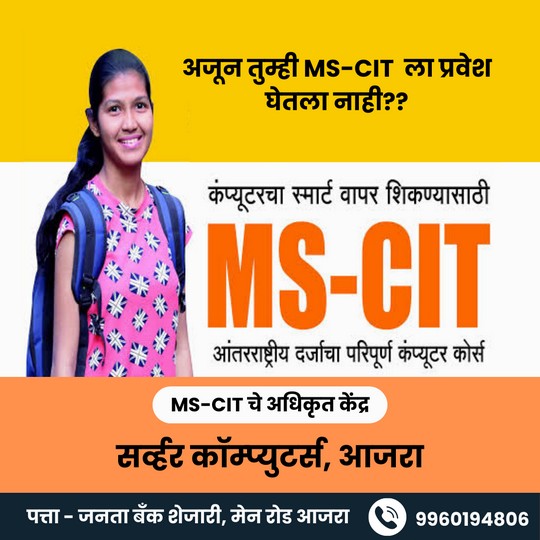 अजून तुम्ही MS-CIT ला प्रवेश
घेतला नाही??
कंप्यूटरचा स्मार्ट वापर शिकण्यासाठी
MS-CIT
आंतरराष्ट्रीय दर्जाचा परिपूर्ण कंप्यूटर कोर्स
MS-CIT चे अधिकृत केंद्र
सर्व्हर कॉम्प्युटर्स, आजरा
पत्ता - जनता बँक शेजारी, मेन रोड आजरा
9960194806